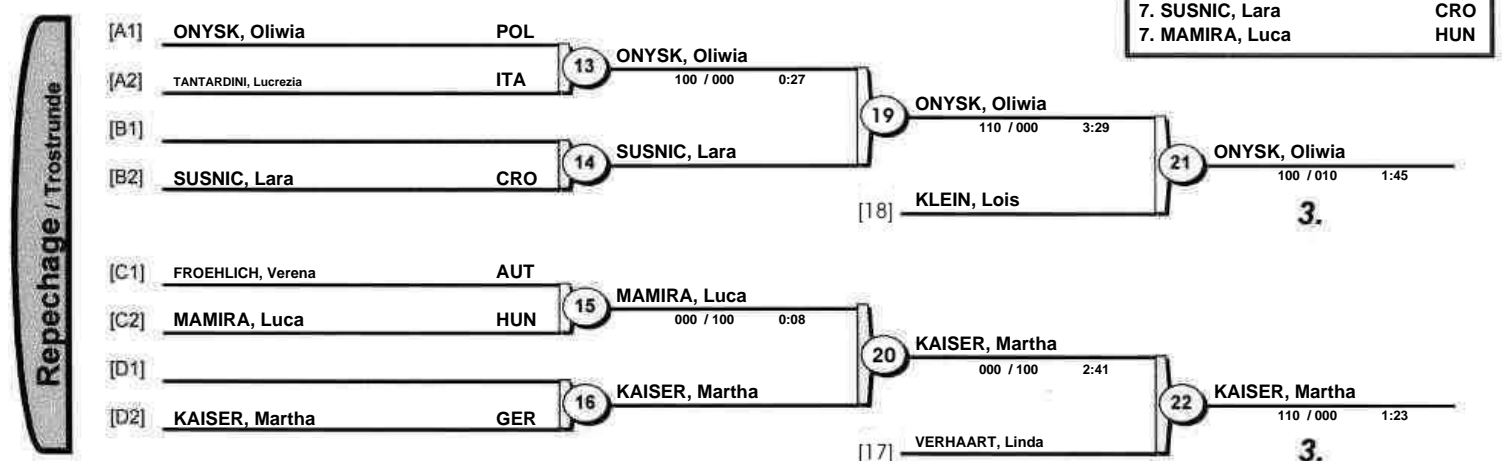 7. SUSNIC, Lara CRO
7. MAMIRA, Luca HUN
Repechage / Trostrunde
[A1] ONYSK, Oliwia POL
[A2] TANTARDINI, Lucrezia ITA
13 ONYSK, Oliwia
100 / 000 0:27
[B1]
[B2] SUSNIC, Lara CRO
14 SUSNIC, Lara
19 ONYSK, Oliwia
110 / 000 3:29
[18] KLEIN, Lois
21 ONYSK, Oliwia
100 / 010 1:45
3.
[C1] FROEHLICH, Verena AUT
[C2] MAMIRA, Luca HUN
15 MAMIRA, Luca
000 / 100 0:08
[D1]
[D2] KAISER, Martha GER
16 KAISER, Martha
20 KAISER, Martha
000 / 100 2:41
[17] VERHAART, Linda
22 KAISER, Martha
110 / 000 1:23
3.